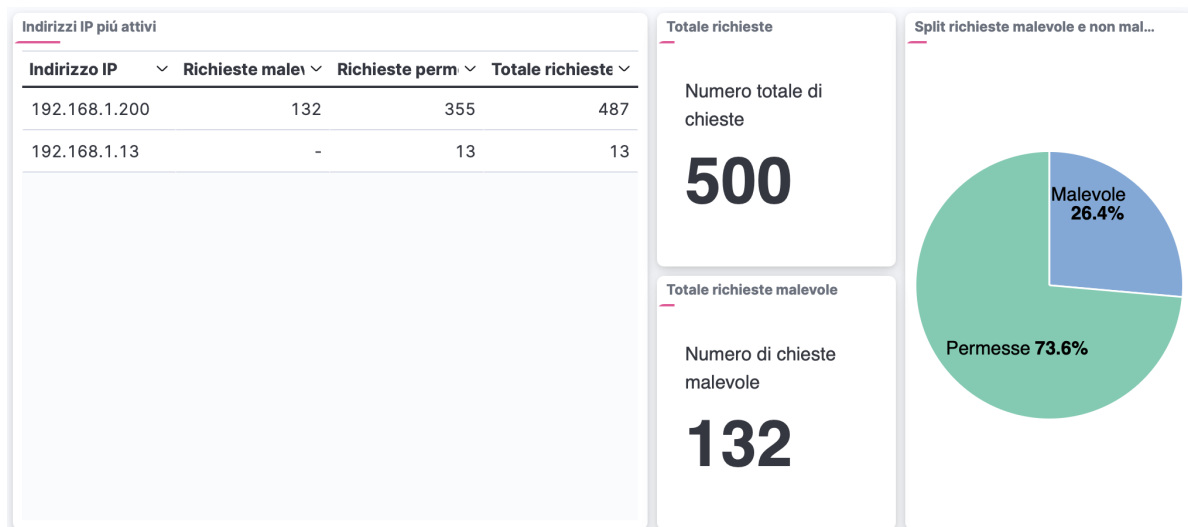 Indirizzi IP piú attivi
Indirizzo IP Richieste malev Richieste perm Totale richieste
192.168.1.200 132 355 487
192.168.1.13 - 13 13
Totale richieste
Numero totale di
chieste
500
Totale richieste malevole
Numero di chieste
malevole
132
Split richieste malevole e non mal...
Malevole
26.4%
Permesse 73.6%